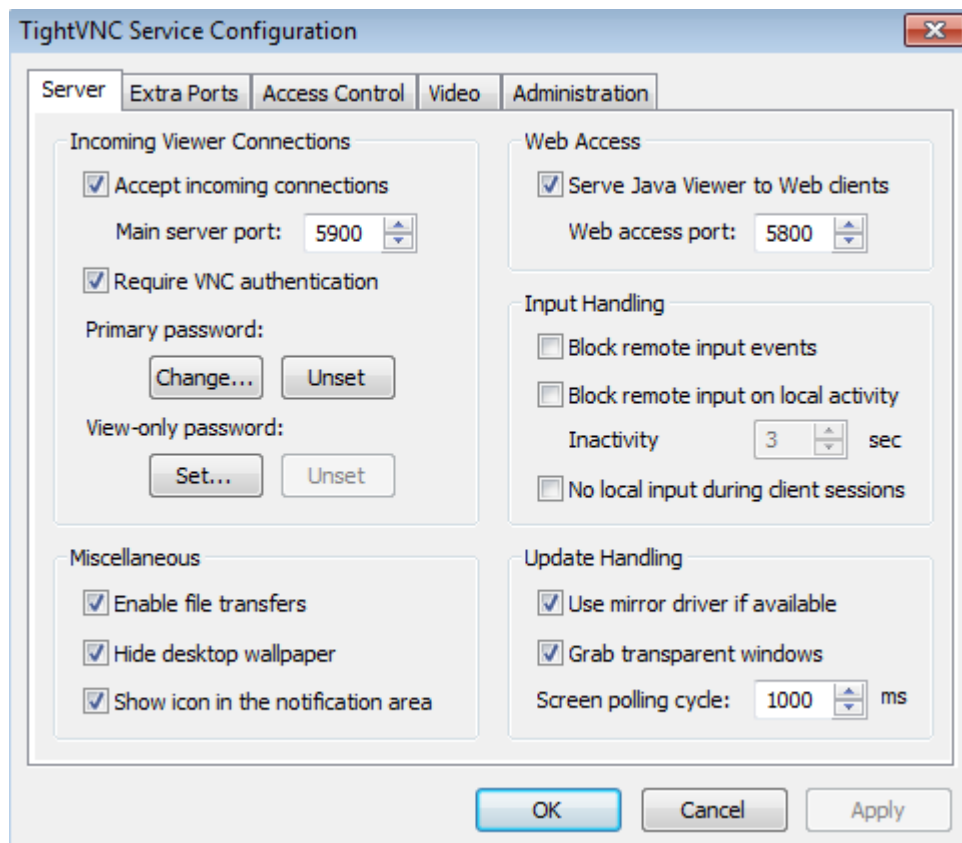 TightVNC Service Configuration
Server
Extra Ports
Access Control
Video
Administration
Incoming Viewer Connections
Accept incoming connections
Main server port: 5900
Require VNC authentication
Primary password:
Change... Unset
View-only password:
Set... Unset
Web Access
Serve Java Viewer to Web clients
Web access port: 5800
Input Handling
Block remote input events
Block remote input on local activity
Inactivity 3 sec
No local input during client sessions
Miscellaneous
Enable file transfers
Hide desktop wallpaper
Show icon in the notification area
Update Handling
Use mirror driver if available
Grab transparent windows
Screen polling cycle: 1000 ms
OK Cancel Apply